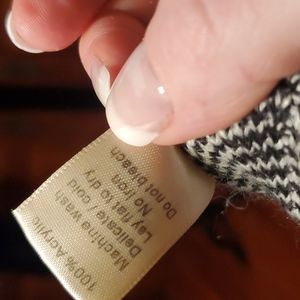 100% Acrylic
Machine wash
Delicate / cold
Lay flat to dry
No iron
Do not bleach